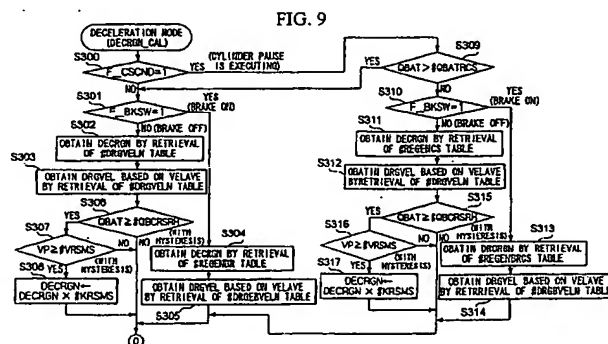 FIG. 9
DECELERATION MODE
(DECRGN_CAL)
S300
F_CSCND=1
YES
(CYLINDER PAUSE
IS EXECUTING)
NO
S301
F_BKSW=1
YES
(BRAKE ON)
S302
NO(BRAKE OFF)
OBTAIN DECRGN BY RETRIEVAL
OF $DRGVELN TABLE
S303
OBTAIN DRGVEL BASED ON VELAVE
BY RETRIEVAL OF $DRGVELN TABLE
S306
QBAT≥$QBCRSRH
YES
NO
(WITH
HYSTERESIS)
S307
VP≥$VRSMS
NO
(WITH
HYSTERESIS)
YES
S308
DECRGN←
DECRGN × $KRSMS
S304
OBTAIN DECRGN BY RETRIEVAL
OF $REGENBR TABLE
OBTAIN DRGVEL BASED ON VELAVE
BY RETRIEVAL OF $DRGBVELN TABLE
S305
S309
QBAT>$QBATRCS
YES
NO
S310
F_BKSW=1
YES
(BRAKE ON)
S311
NO(BRAKE OFF)
OBTAIN DECRGN BY RETRIEVAL
OF $REGENCS TABLE
S312
OBATIN DRGVEL BASED ON VELAVE
BY RETRIEVAL OF $DRGVELN TABLE
S315
QBAT≥$QBCRSRH
YES
NO
(WITH
HYSTERESIS)
S316
VP≥$VRSMS
NO
(WITH
HYSTERESIS)
YES
S317
DECRGN←
DECRGN × $KRSMS
S313
OBATIN DECRGN BY RETRIEVAL
OF $REGENBRCS TABLE
OBTAIN DRGVEL BASED ON VELAVE
BY RETRIEVAL OF $DRGBVELN TABLE
S314